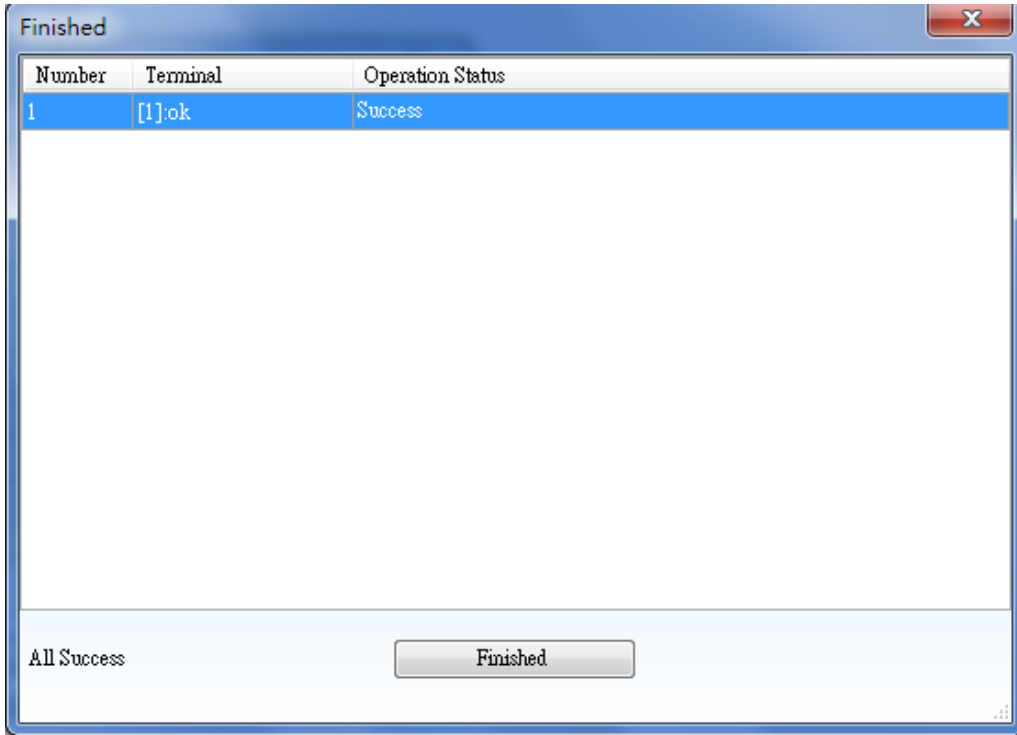 Finished
Number Terminal Operation Status
1 [1]:ok Success
All Success Finished